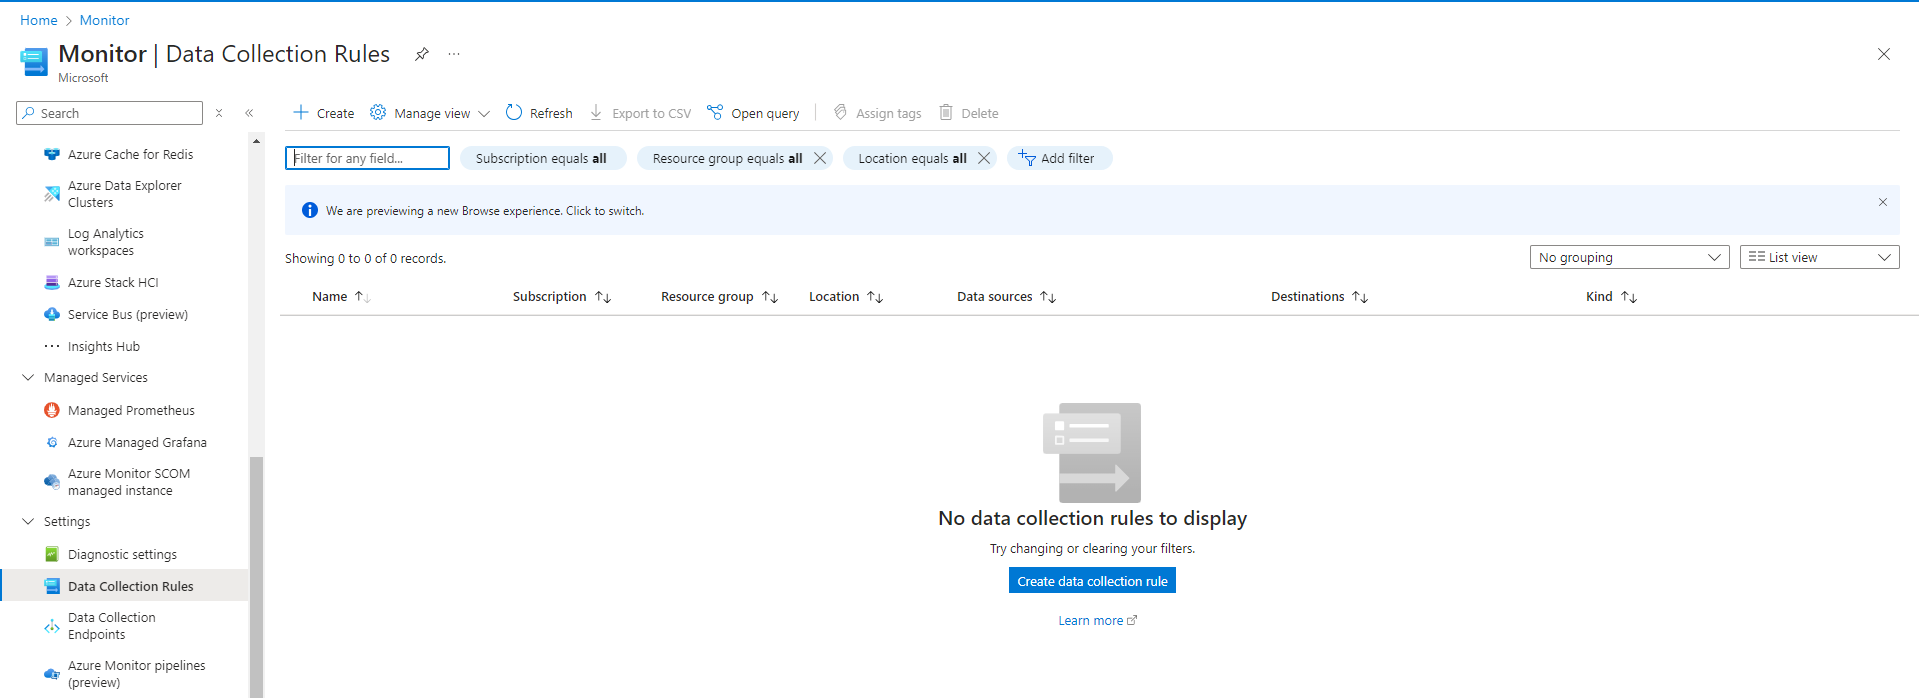 Home > Monitor
Monitor | Data Collection Rules
Microsoft
Search
Azure Cache for Redis
Azure Data Explorer
Clusters
Log Analytics
workspaces
Azure Stack HCI
Service Bus (preview)
Insights Hub
Managed Services
Managed Prometheus
Azure Managed Grafana
Azure Monitor SCOM
managed instance
Settings
Diagnostic settings
Data Collection Rules
Data Collection
Endpoints
Azure Monitor pipelines
(preview)
Create Manage view Refresh Export to CSV Open query Assign tags Delete
Filter for any field... Subscription equals all Resource group equals all Location equals all Add filter
We are previewing a new Browse experience. Click to switch.
Showing 0 to 0 of 0 records. No grouping List view
Name Subscription Resource group Location Data sources Destinations Kind
No data collection rules to display
Try changing or clearing your filters.
Create data collection rule
Learn more